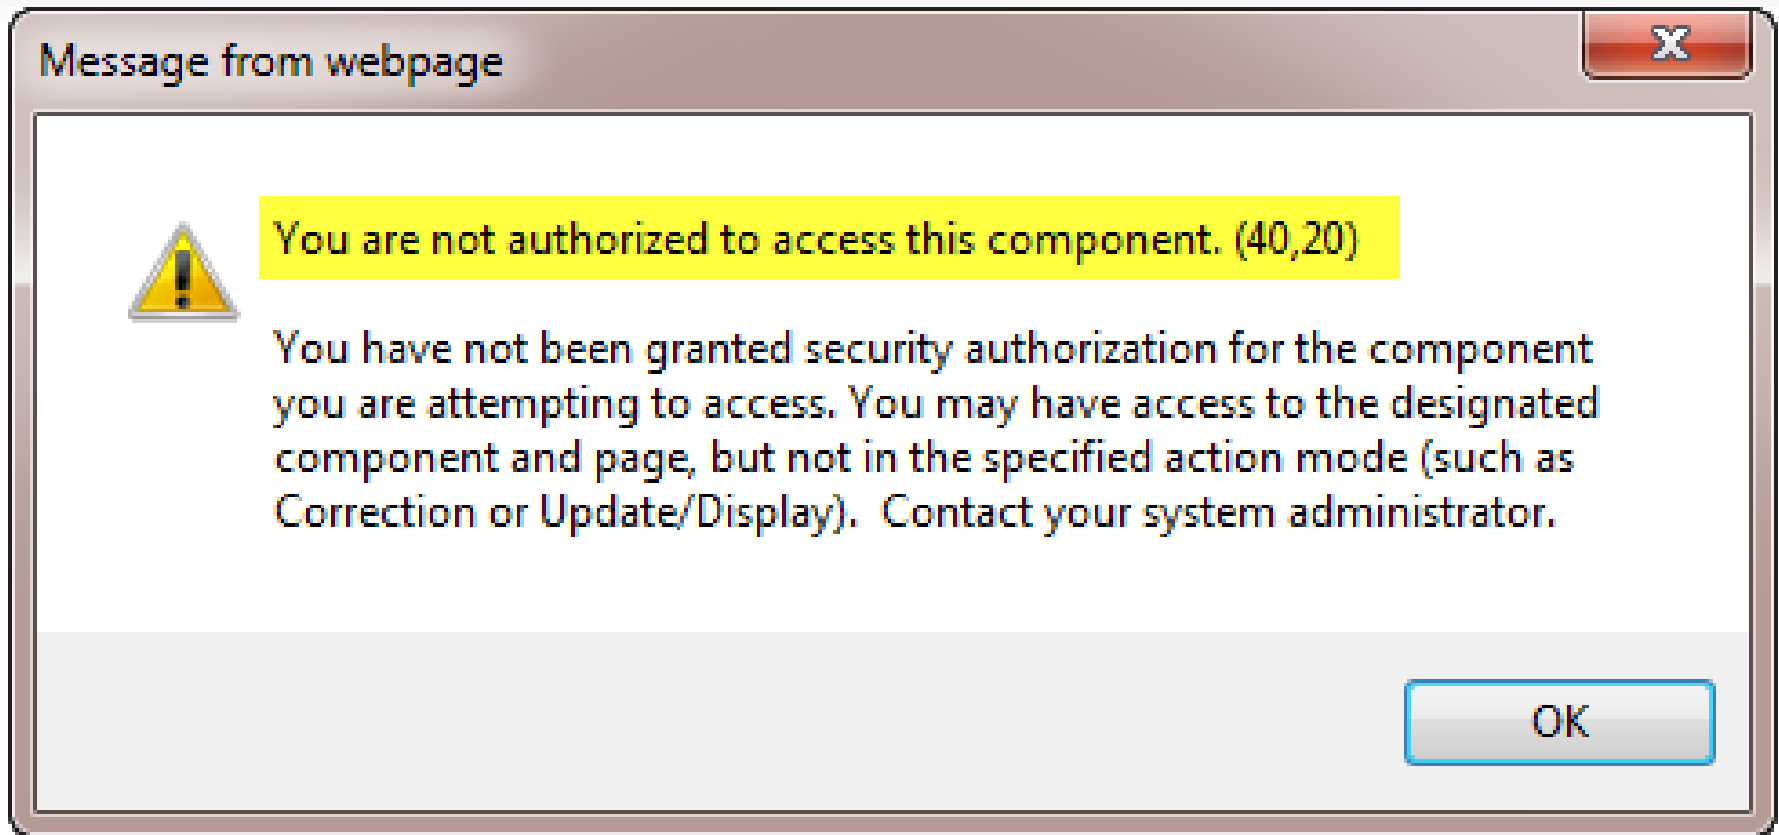 Message from webpage
You are not authorized to access this component. (40,20)
You have not been granted security authorization for the component
you are attempting to access. You may have access to the designated
component and page, but not in the specified action mode (such as
Correction or Update/Display).  Contact your system administrator.
OK